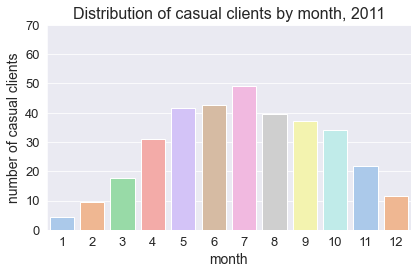 Distribution of casual clients by month, 2011
number of casual clients
70
60
50
40
30
20
10
0
1 2 3 4 5 6 7 8 9 10 11 12
month